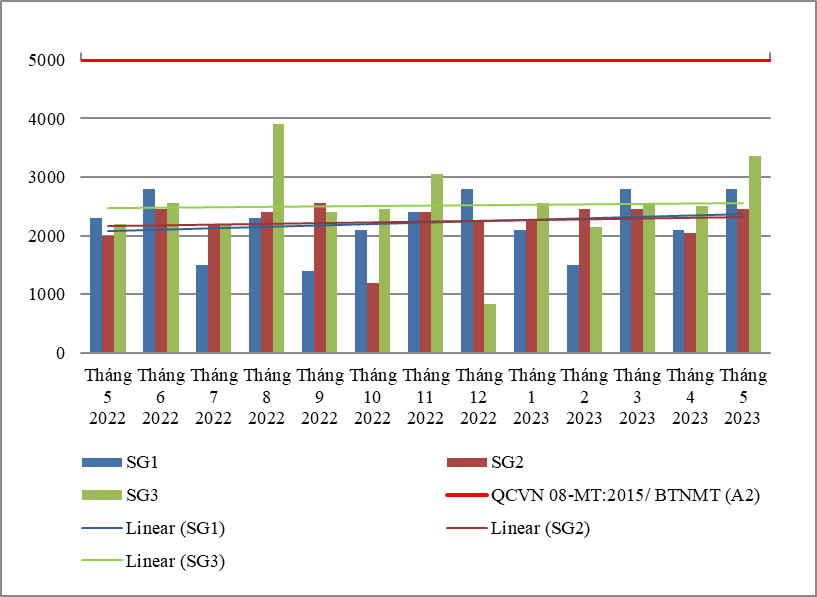 5000
4000
3000
2000
1000
0
Tháng Tháng Tháng Tháng Tháng Tháng Tháng Tháng Tháng Tháng Tháng Tháng Tháng
5 6 7 8 9 10 11 12 1 2 3 4 5
2022 2022 2022 2022 2022 2022 2022 2022 2023 2023 2023 2023 2023
SG1 SG2
SG3 QCVN 08-MT:2015/ BTNMT (A2)
Linear (SG1) Linear (SG2)
Linear (SG3)